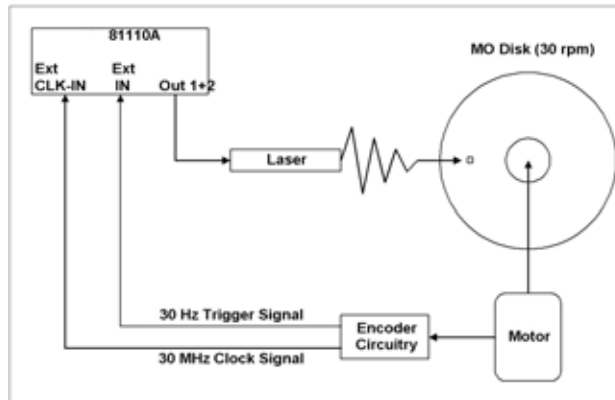 81110A
Ext
CLK-IN
Ext
IN
Out 1+2
MO Disk (30 rpm)
Laser
30 Hz Trigger Signal
Encoder
Circuitry
Motor
30 MHz Clock Signal